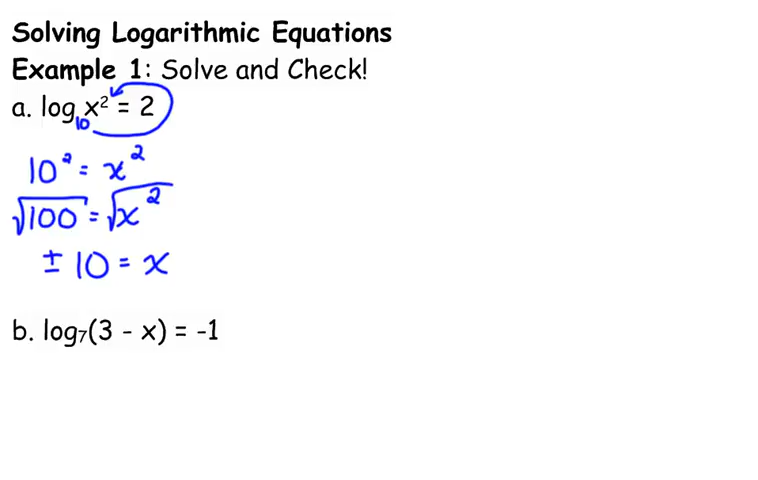 Solving Logarithmic Equations
Example 1: Solve and Check!
a. log₁₀x² = 2
10² = x²
√100 = √x²
± 10 = x
b. log₇(3 - x) = -1